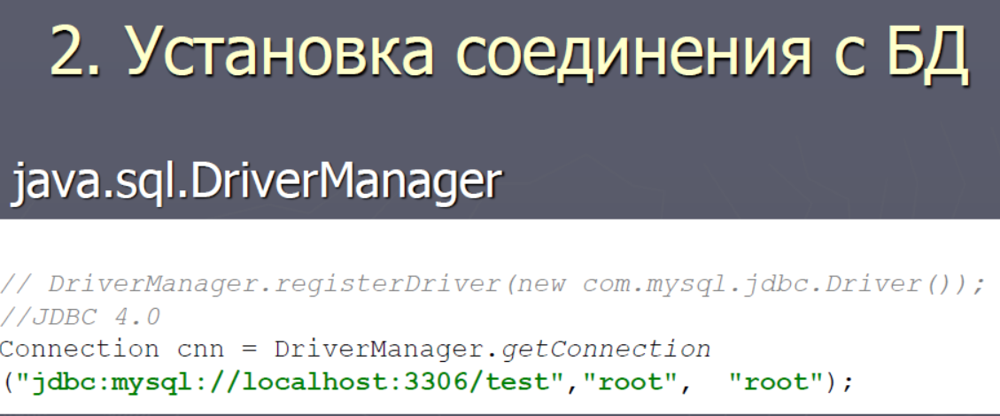 2. Установка соединения с БД
java.sql.DriverManager
// DriverManager.registerDriver(new com.mysql.jdbc.Driver());
//JDBC 4.0
Connection cnn = DriverManager.getConnection
("jdbc:mysql://localhost:3306/test","root",  "root");